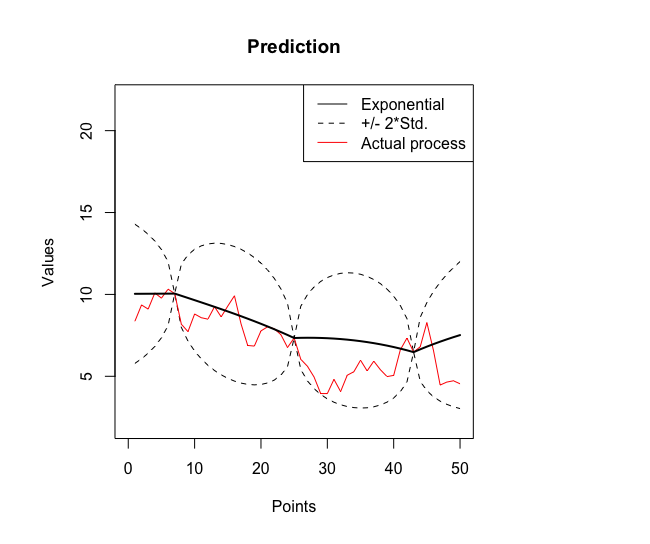 Prediction
Exponential
+/- 2*Std.
Actual process
20
15
10
5
Values
0 10 20 30 40 50
Points